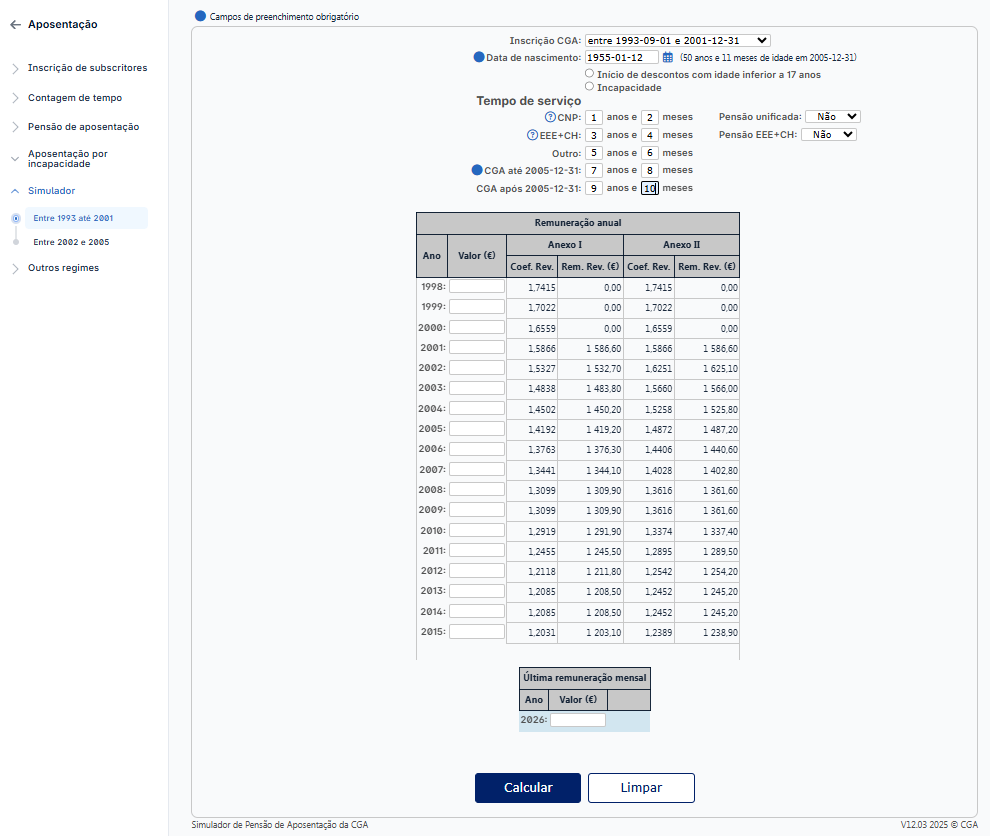 Aposentação
Inscrição de subscritores
Contagem de tempo
Pensão de aposentação
Aposentação por
incapacidade
Simulador
Entre 1993 até 2001
Entre 2002 e 2005
Outros regimes
Campos de preenchimento obrigatório
Inscrição CGA: entre 1993-09-01 e 2001-12-31
Data de nascimento: 1955-01-12 (50 anos e 11 meses de idade em 2005-12-31)
Início de descontos com idade inferior a 17 anos
Incapacidade
Tempo de serviço
? CNP: 1 anos e 2 meses Pensão unificada: Não
? EEE+CH: 3 anos e 4 meses Pensão EEE+CH: Não
Outro: 5 anos e 6 meses
CGA até 2005-12-31: 7 anos e 8 meses
CGA após 2005-12-31: 9 anos e 10 meses
Remuneração anual
Ano Valor (€) Anexo I Anexo II
Coef. Rev. Rem. Rev. (€) Coef. Rev. Rem. Rev. (€)
1998: 1,7415 0,00 1,7415 0,00
1999: 1,7022 0,00 1,7022 0,00
2000: 1,6559 0,00 1,6559 0,00
2001: 1,5866 1 586,60 1,5866 1 586,60
2002: 1,5327 1 532,70 1,6251 1 625,10
2003: 1,4838 1 483,80 1,5660 1 566,00
2004: 1,4502 1 450,20 1,5258 1 525,80
2005: 1,4192 1 419,20 1,4872 1 487,20
2006: 1,3763 1 376,30 1,4406 1 440,60
2007: 1,3441 1 344,10 1,4028 1 402,80
2008: 1,3099 1 309,90 1,3616 1 361,60
2009: 1,3099 1 309,90 1,3616 1 361,60
2010: 1,2919 1 291,90 1,3374 1 337,40
2011: 1,2455 1 245,50 1,2895 1 289,50
2012: 1,2118 1 211,80 1,2542 1 254,20
2013: 1,2085 1 208,50 1,2452 1 245,20
2014: 1,2085 1 208,50 1,2452 1 245,20
2015: 1,2031 1 203,10 1,2389 1 238,90
Última remuneração mensal
Ano Valor (€)
2026:
Calcular Limpar
Simulador de Pensão de Aposentação da CGA V12.03 2025 © CGA